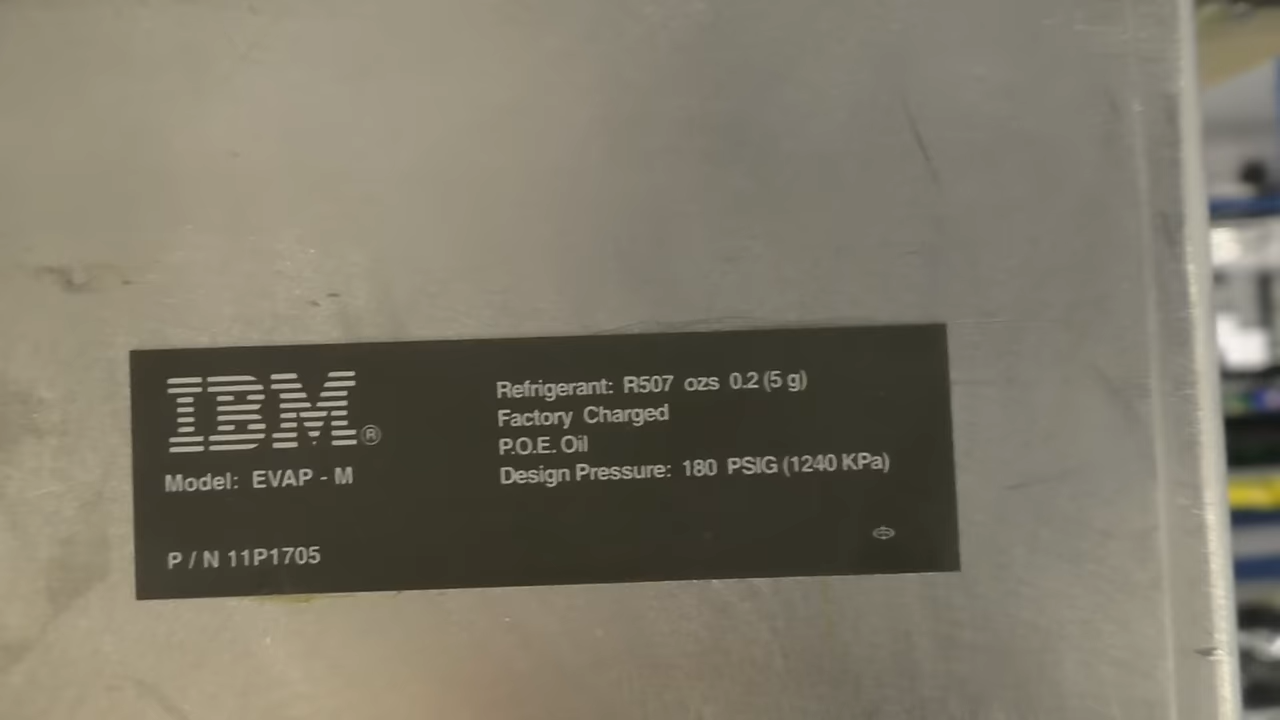 IBM®
Model: EVAP - M
P / N 11P1705
Refrigerant: R507 ozs 0.2 (5 g)
Factory Charged
P.O.E. Oil
Design Pressure: 180 PSIG (1240 KPa)